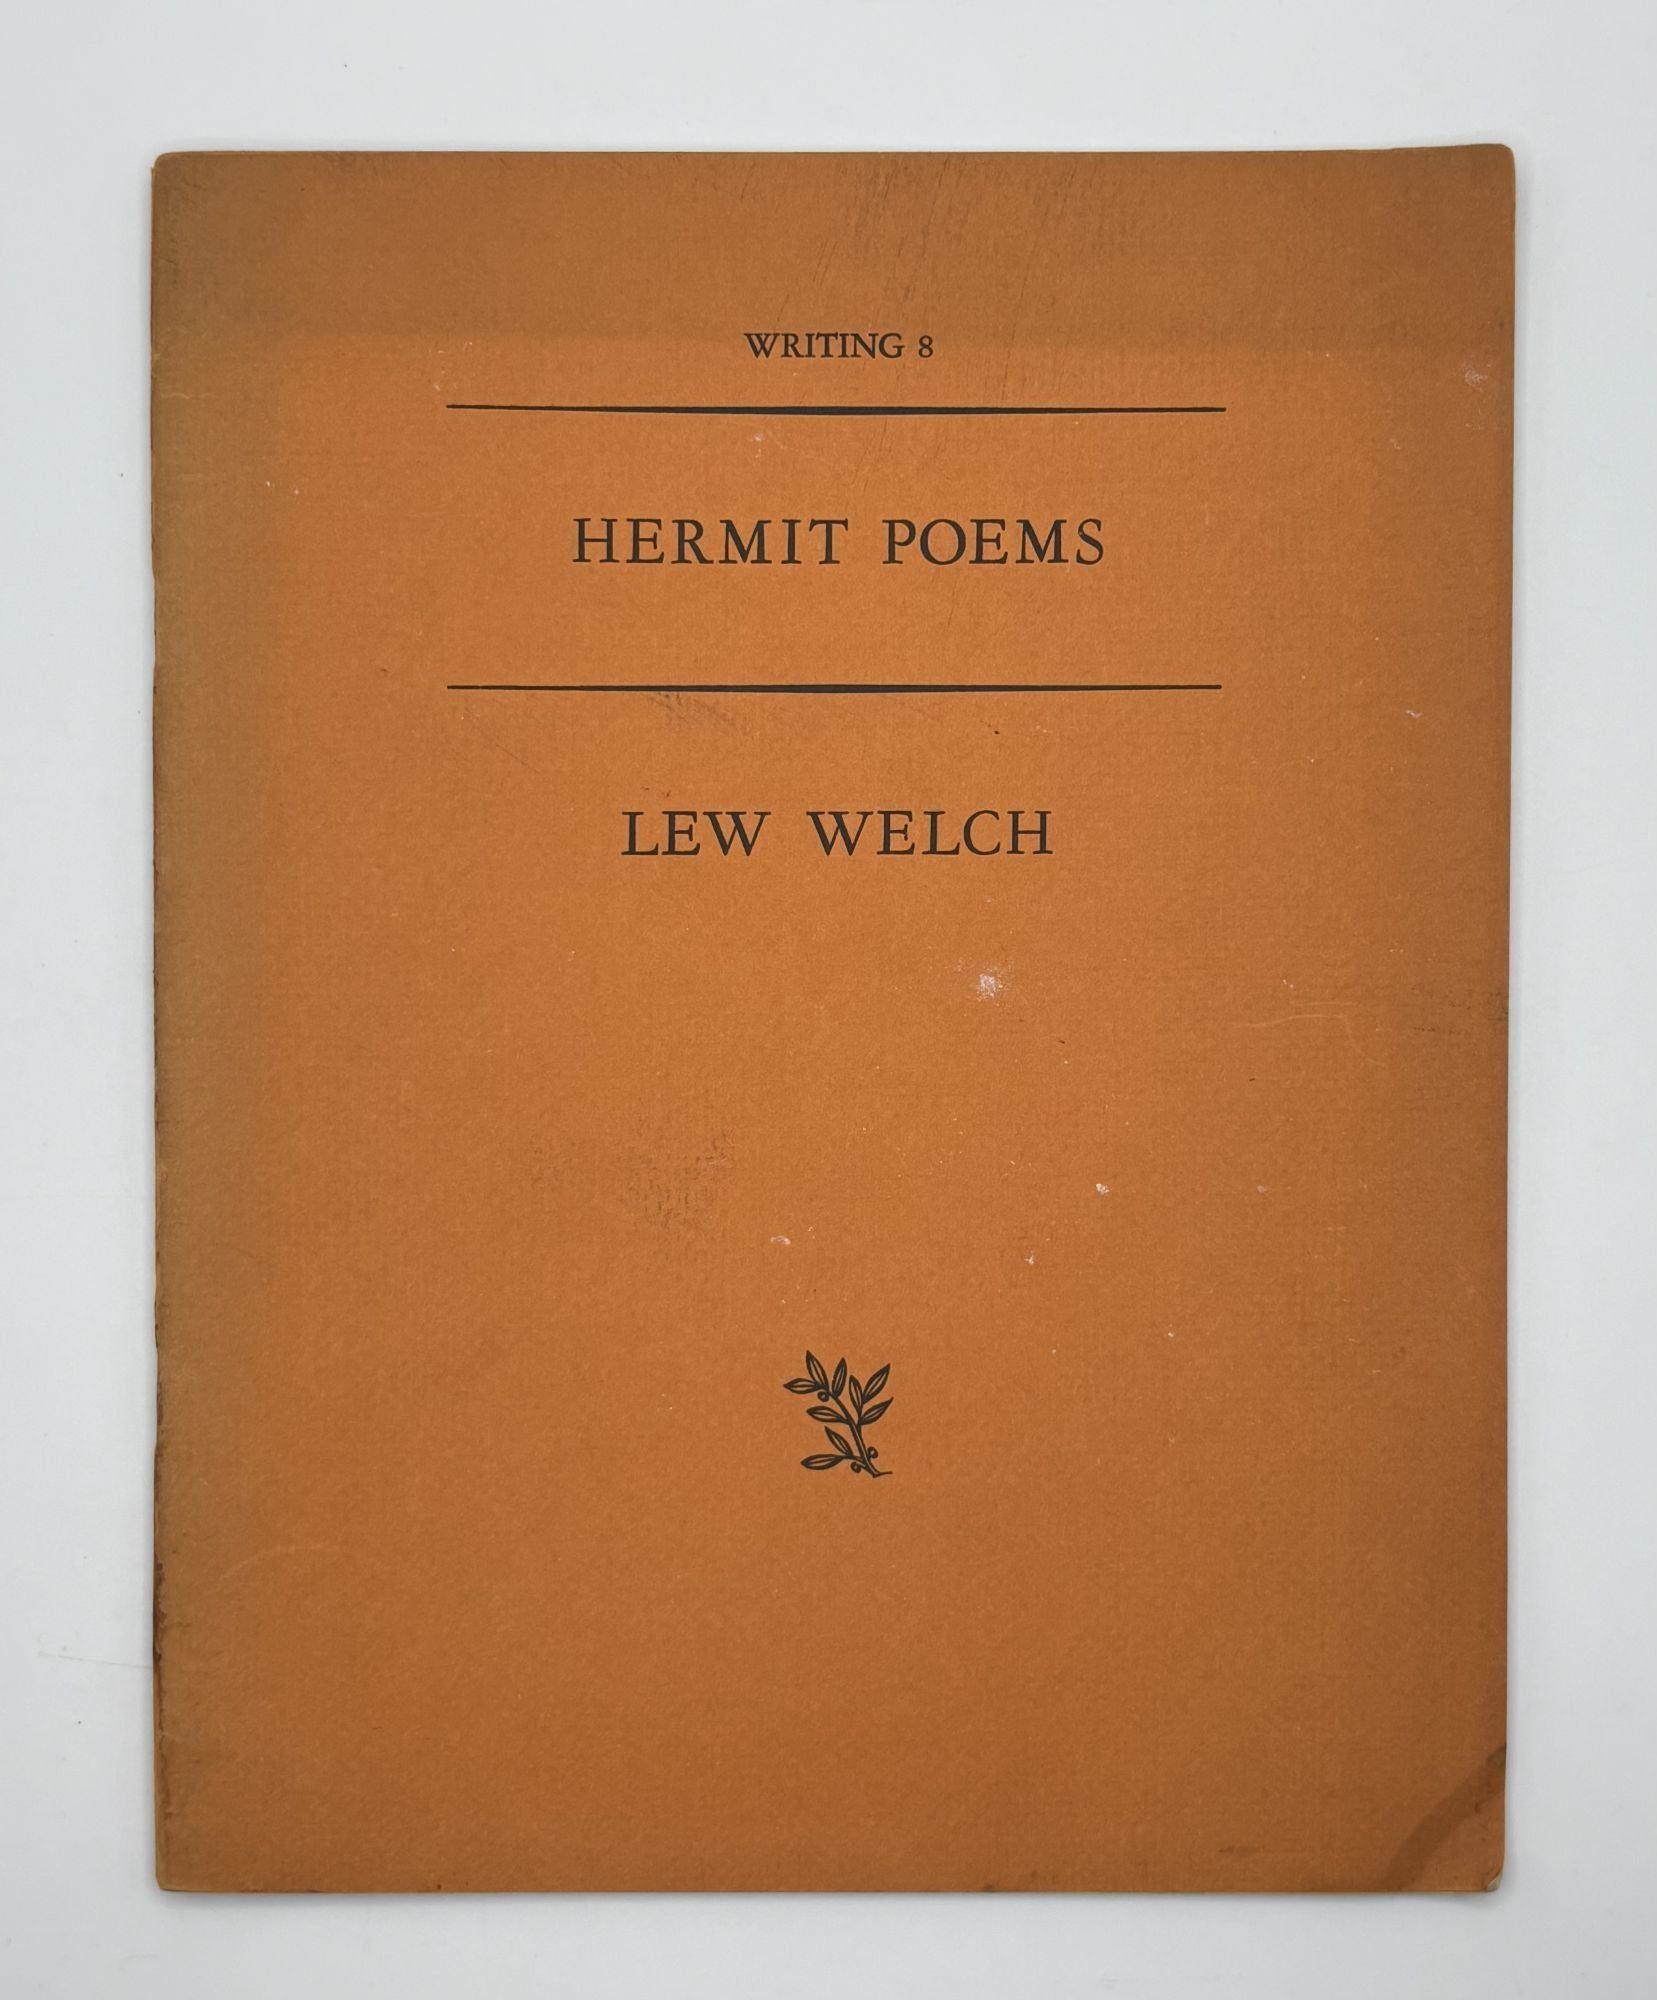 WRITING 8
HERMIT POEMS
LEW WELCH